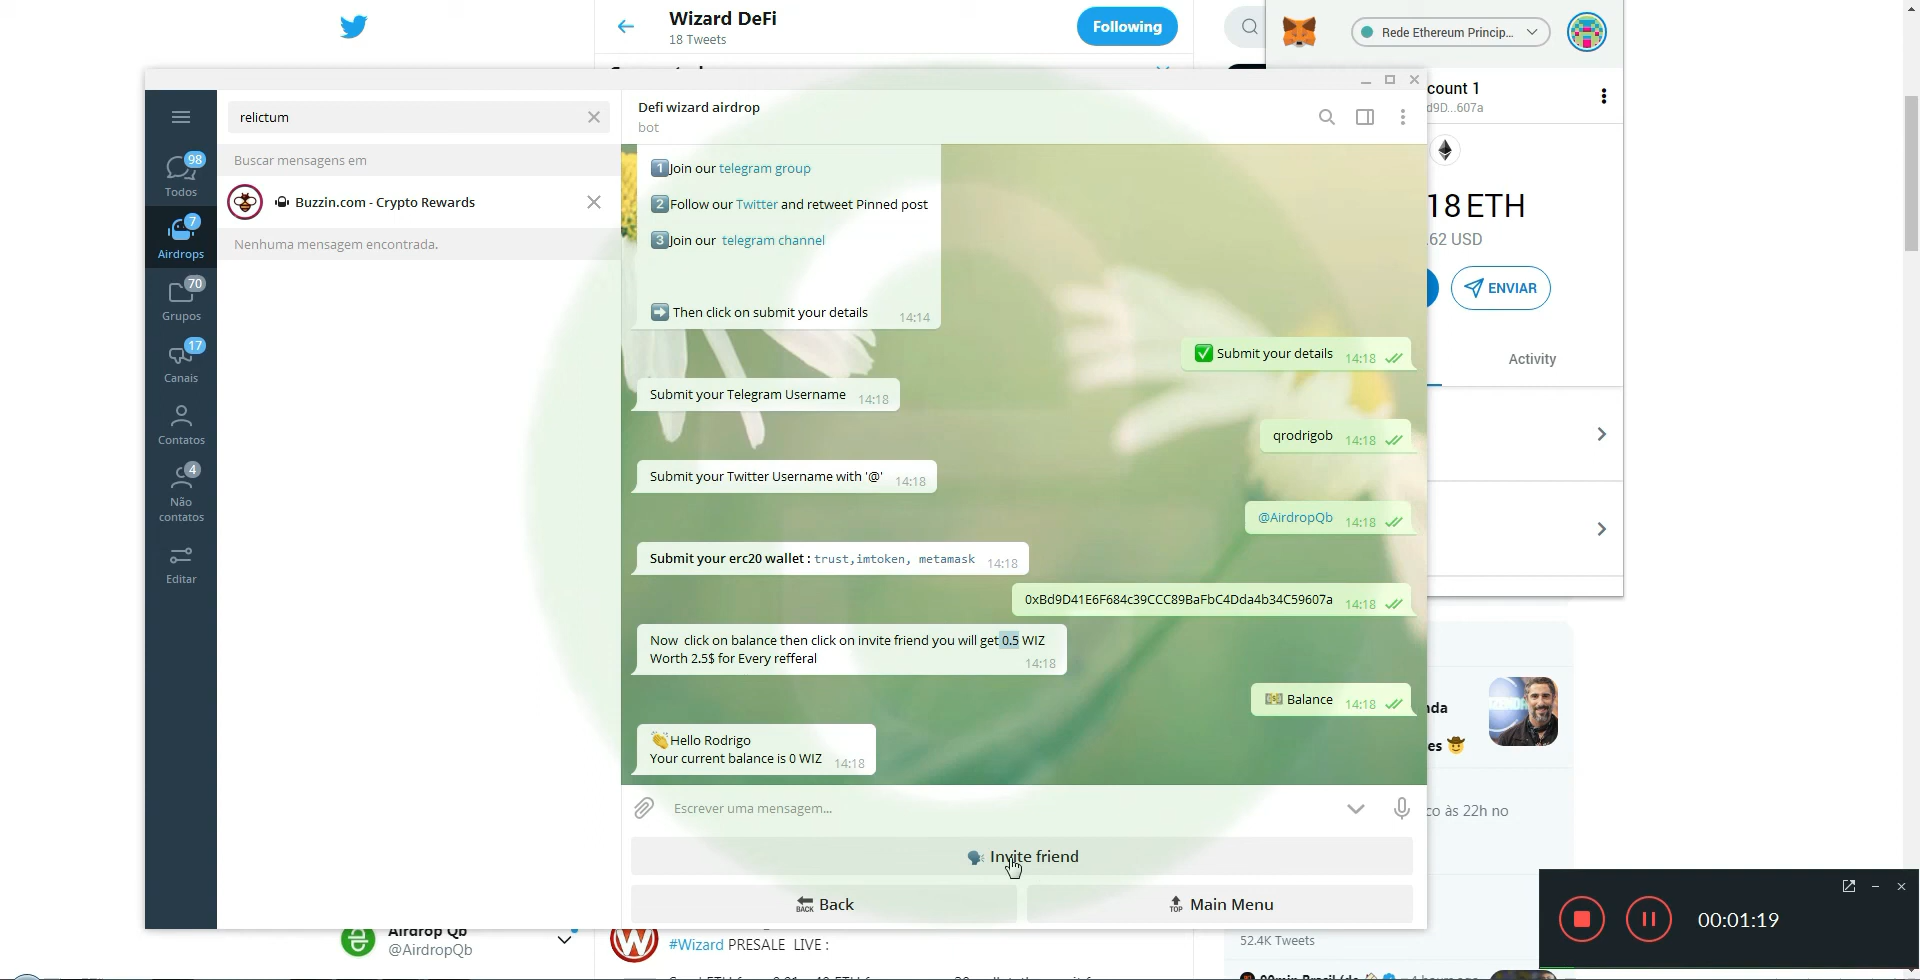 Wizard DeFi
18 Tweets
Following
Rede Ethereum Princip...
count 1
d9D...607a
18 ETH
.62 USD
ENVIAR
Activity
relictum
Buscar mensagens em
Buzzin.com - Crypto Rewards
Nenhuma mensagem encontrada.
98
Todos
7
Airdrops
70
Grupos
17
Canais
Contatos
4
Não
contatos
Editar
Defi wizard airdrop
bot
1 Join our telegram group
2 Follow our Twitter and retweet Pinned post
3 Join our telegram channel
➡ Then click on submit your details 14:14
✅ Submit your details 14:18
Submit your Telegram Username 14:18
qrodrigob 14:18
Submit your Twitter Username with '@' 14:18
@AirdropQb 14:18
Submit your erc20 wallet : trust,imtoken, metamask 14:18
0xBd9D41E6F684c39CCC89BaFbC4Dda4b34C59607a 14:18
Now click on balance then click on invite friend you will get 0.5 WIZ
Worth 2.5$ for Every refferal 14:18
💵 Balance 14:18
👏Hello Rodrigo
Your current balance is 0 WIZ 14:18
Escrever uma mensagem...
🗣 Invite friend
🔙 Back
🔝 Main Menu
nda
es 🤠
co às 22h no
52.4K Tweets
Airdrop Qb
@AirdropQb
#Wizard PRESALE LIVE :
00:01:19